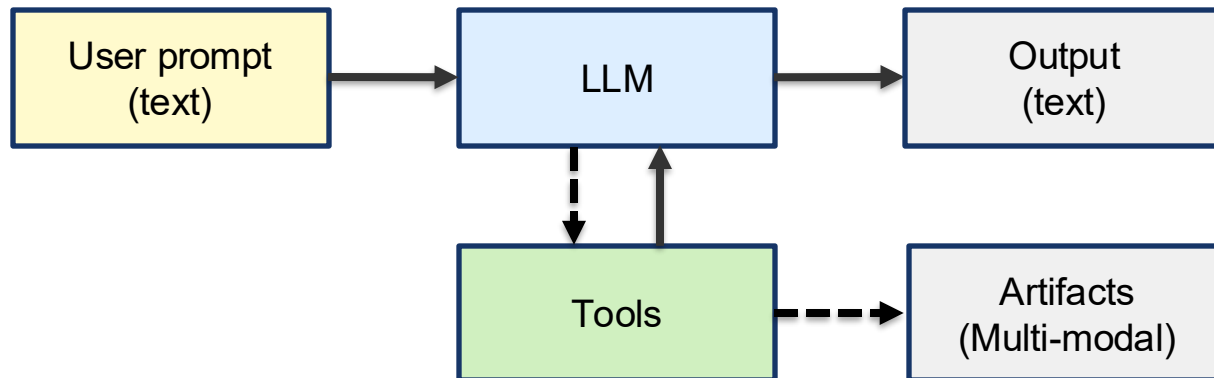 User prompt
(text)
LLM
Output
(text)
Tools
Artifacts
(Multi-modal)